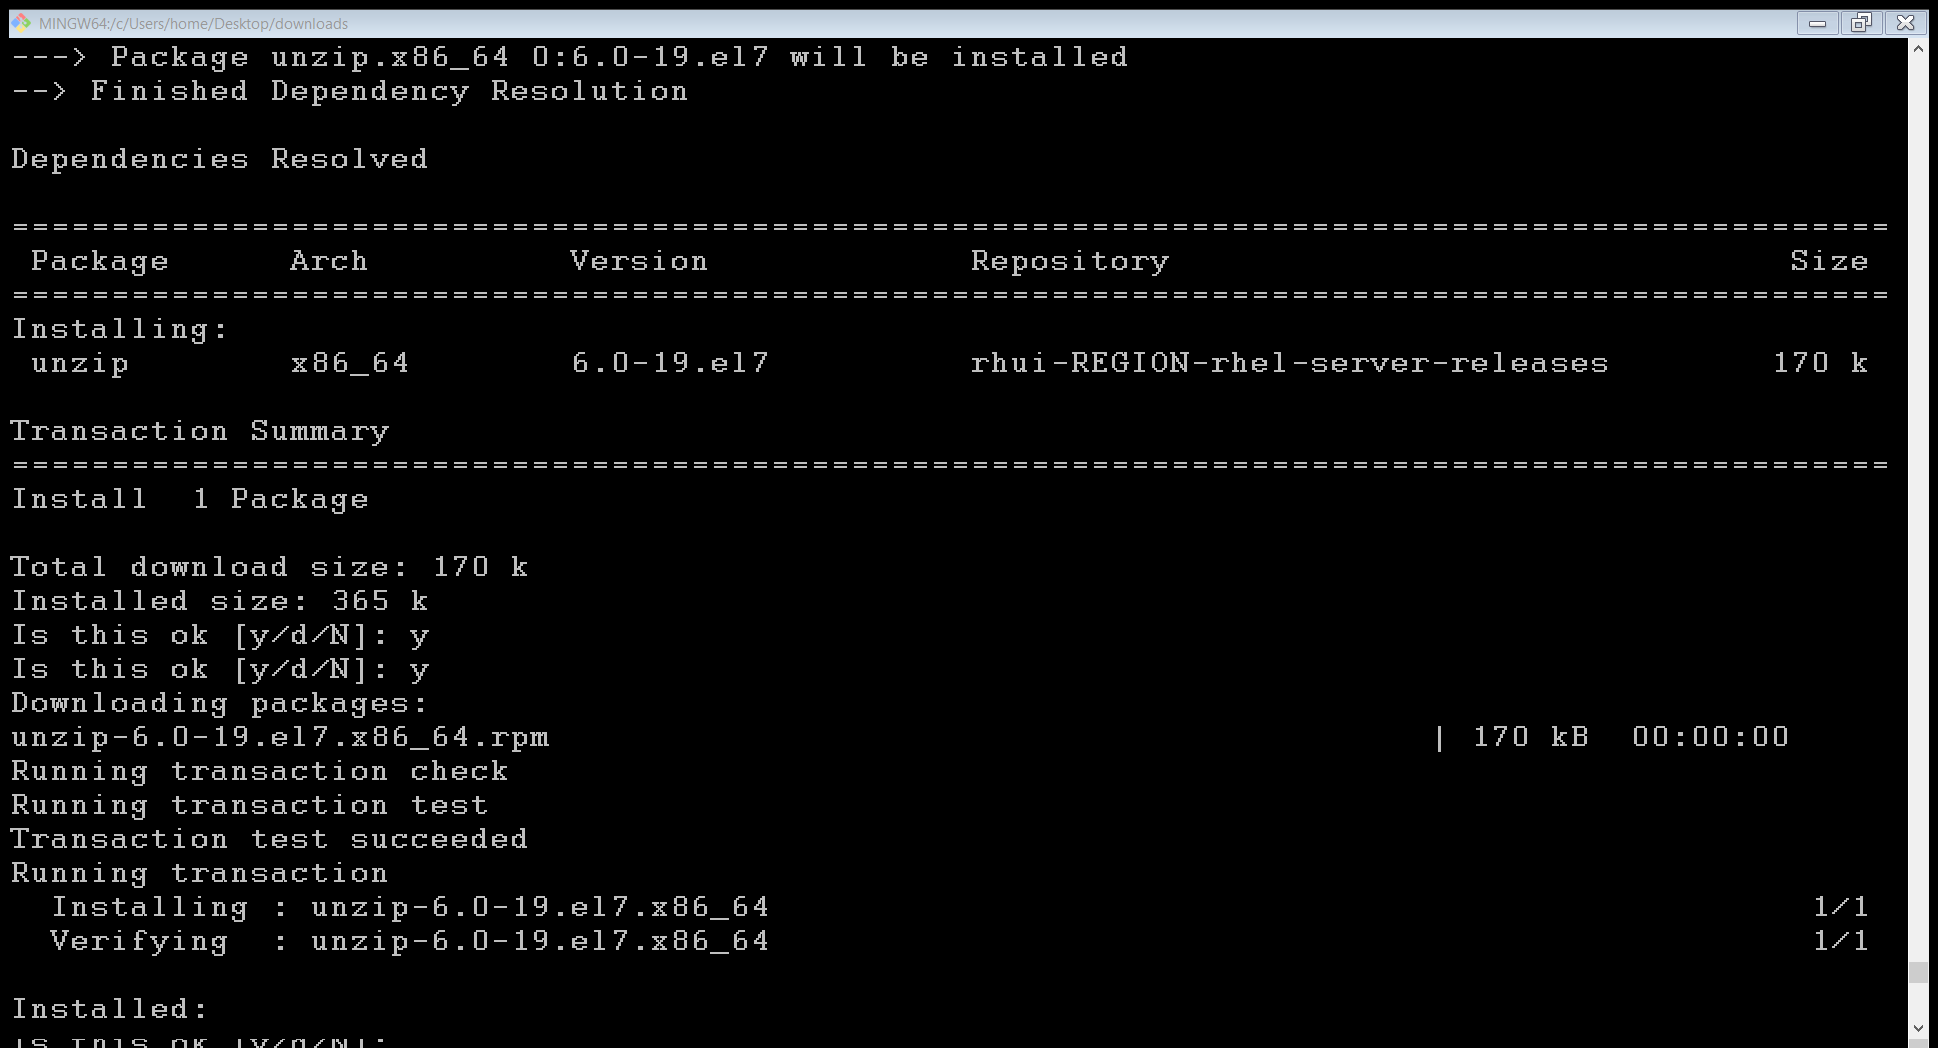 MINGW64:/c/Users/home/Desktop/downloads
---> Package unzip.x86_64 0:6.0-19.el7 will be installed
--> Finished Dependency Resolution
Dependencies Resolved
==============================================================================================
Package Arch Version Repository Size
==============================================================================================
Installing:
unzip x86_64 6.0-19.el7 rhui-REGION-rhel-server-releases 170 k
Transaction Summary
==============================================================================================
Install 1 Package
Total download size: 170 k
Installed size: 365 k
Is this ok [y/d/N]: y
Is this ok [y/d/N]: y
Downloading packages:
unzip-6.0-19.el7.x86_64.rpm | 170 kB 00:00:00
Running transaction check
Running transaction test
Transaction test succeeded
Running transaction
Installing : unzip-6.0-19.el7.x86_64 1/1
Verifying : unzip-6.0-19.el7.x86_64 1/1
Installed:
Is this ok [y/d/N]: